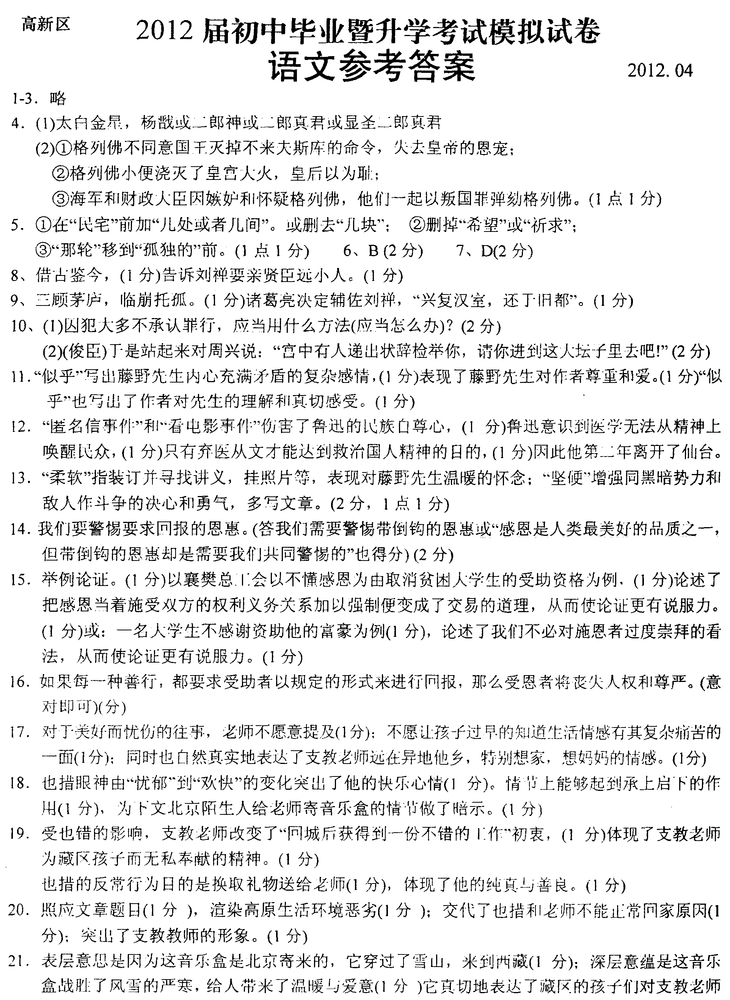 高新区
2012 届初中毕业暨升学考试模拟试卷
语文参考答案
2012. 04
1-3．略
4．(1)太白金星，杨戬或二郎神或二郎真君或显圣二郎真君
(2)①格列佛不同意国王灭掉不来夫斯库的命令，失去皇帝的恩宠；
②格列佛小便浇灭了皇宫大火，皇后以为耻；
③海军和财政大臣因嫉妒和怀疑格列佛，他们一起以叛国罪弹劾格列佛。(1 点 1 分)
5．①在“民宅”前加“几处或者几间”。或删去“几块”； ②删掉“希望”或“祈求”；
③“那轮”移到“孤独的”前。(1 点 1 分) 6、B (2 分) 7、D(2 分)
8、借古鉴今，(1 分)告诉刘禅要亲贤臣远小人。(1 分)
9、三顾茅庐，临崩托孤。(1 分)诸葛亮决定辅佐刘禅，“兴复汉室，还于旧都”。(1 分)
10、(1)囚犯大多不承认罪行，应当用什么方法(应当怎么办)？(2 分)
(2)(俊臣)于是站起来对周兴说：“宫中有人递出状辞检举你，请你进到这大坛子里去吧!” (2 分)
11.“似乎”写出藤野先生内心充满矛盾的复杂感情，(1 分)表现了藤野先生对作者尊重和爱。(1 分)“似
乎”也写出了作者对先生的理解和真切感受。(1 分)
12．“匿名信事件”和“看电影事件”伤害了鲁迅的民族自尊心，(1 分)鲁迅意识到医学无法从精神上
唤醒民众，(1 分)只有弃医从文才能达到救治国人精神的目的，(1 分)因此他第二年离开了仙台。
13．“柔软”指装订并寻找讲义，挂照片等，表现对藤野先生温暖的怀念；“坚硬”增强同黑暗势力和
敌人作斗争的决心和勇气，多写文章。(2 分，1 点 1 分)
14．我们要警惕要求回报的恩惠。(答我们需要警惕带倒钩的恩惠或“感恩是人类最美好的品质之一，
但带倒钩的恩惠却是需要我们共同警惕的”也得分) (2 分)
15．举例论证。(1 分)以襄樊总工会以不懂感恩为由取消贫困大学生的受助资格为例，(1 分)论述了
把感恩当着施受双方的权利义务关系加以强制便变成了交易的道理，从而使论证更有说服力。
(1 分)或：一名大学生不感谢资助他的富豪为例(1 分)，论述了我们不必对施恩者过度崇拜的看
法，从而使论证更有说服力。(1 分)
16．如果每一种善行，都要求受助者以规定的形式来进行回报，那么受恩者将丧失人权和尊严。(意
对即可)(分)
17．对于美好而忧伤的往事，老师不愿意提及(1分)；不愿让孩子过早的知道生活情感有其复杂痛苦的
一面(1分)；同时也自然真实地表达了支教老师远在异地他乡，特别想家，想妈妈的情感。(1分)
18．也措眼神由“忧郁”到“欢快”的变化突出了他的快乐心情(1 分)。情节上能够起到承上启下的作
用(1 分)，为下文北京陌生人给老师寄音乐盒的情节做了暗示。(1 分)
19．受也错的影响，支教老师改变了“回城后获得到一份不错的工作”初衷，(1 分)体现了支教老师
为藏区孩子而无私奉献的精神。(1 分)
也措的反常行为目的是换取礼物送给老师(1 分)，体现了他的纯真与善良。(1 分)
20．照应文章题目(1 分 )，渲染高原生活环境恶劣(1 分 )；交代了也措和老师不能正常回家原因(1
分)；突出了支教教师的形象。(1 分)
21．表层意思是因为这音乐盒是北京寄来的，它穿过了雪山，来到西藏(1 分)；深层意蕴是这音乐
盒战胜了风雪的严寒，给人带来了温暖与爱意(1 分 )它真切地表达了藏区的孩子们对支教老师